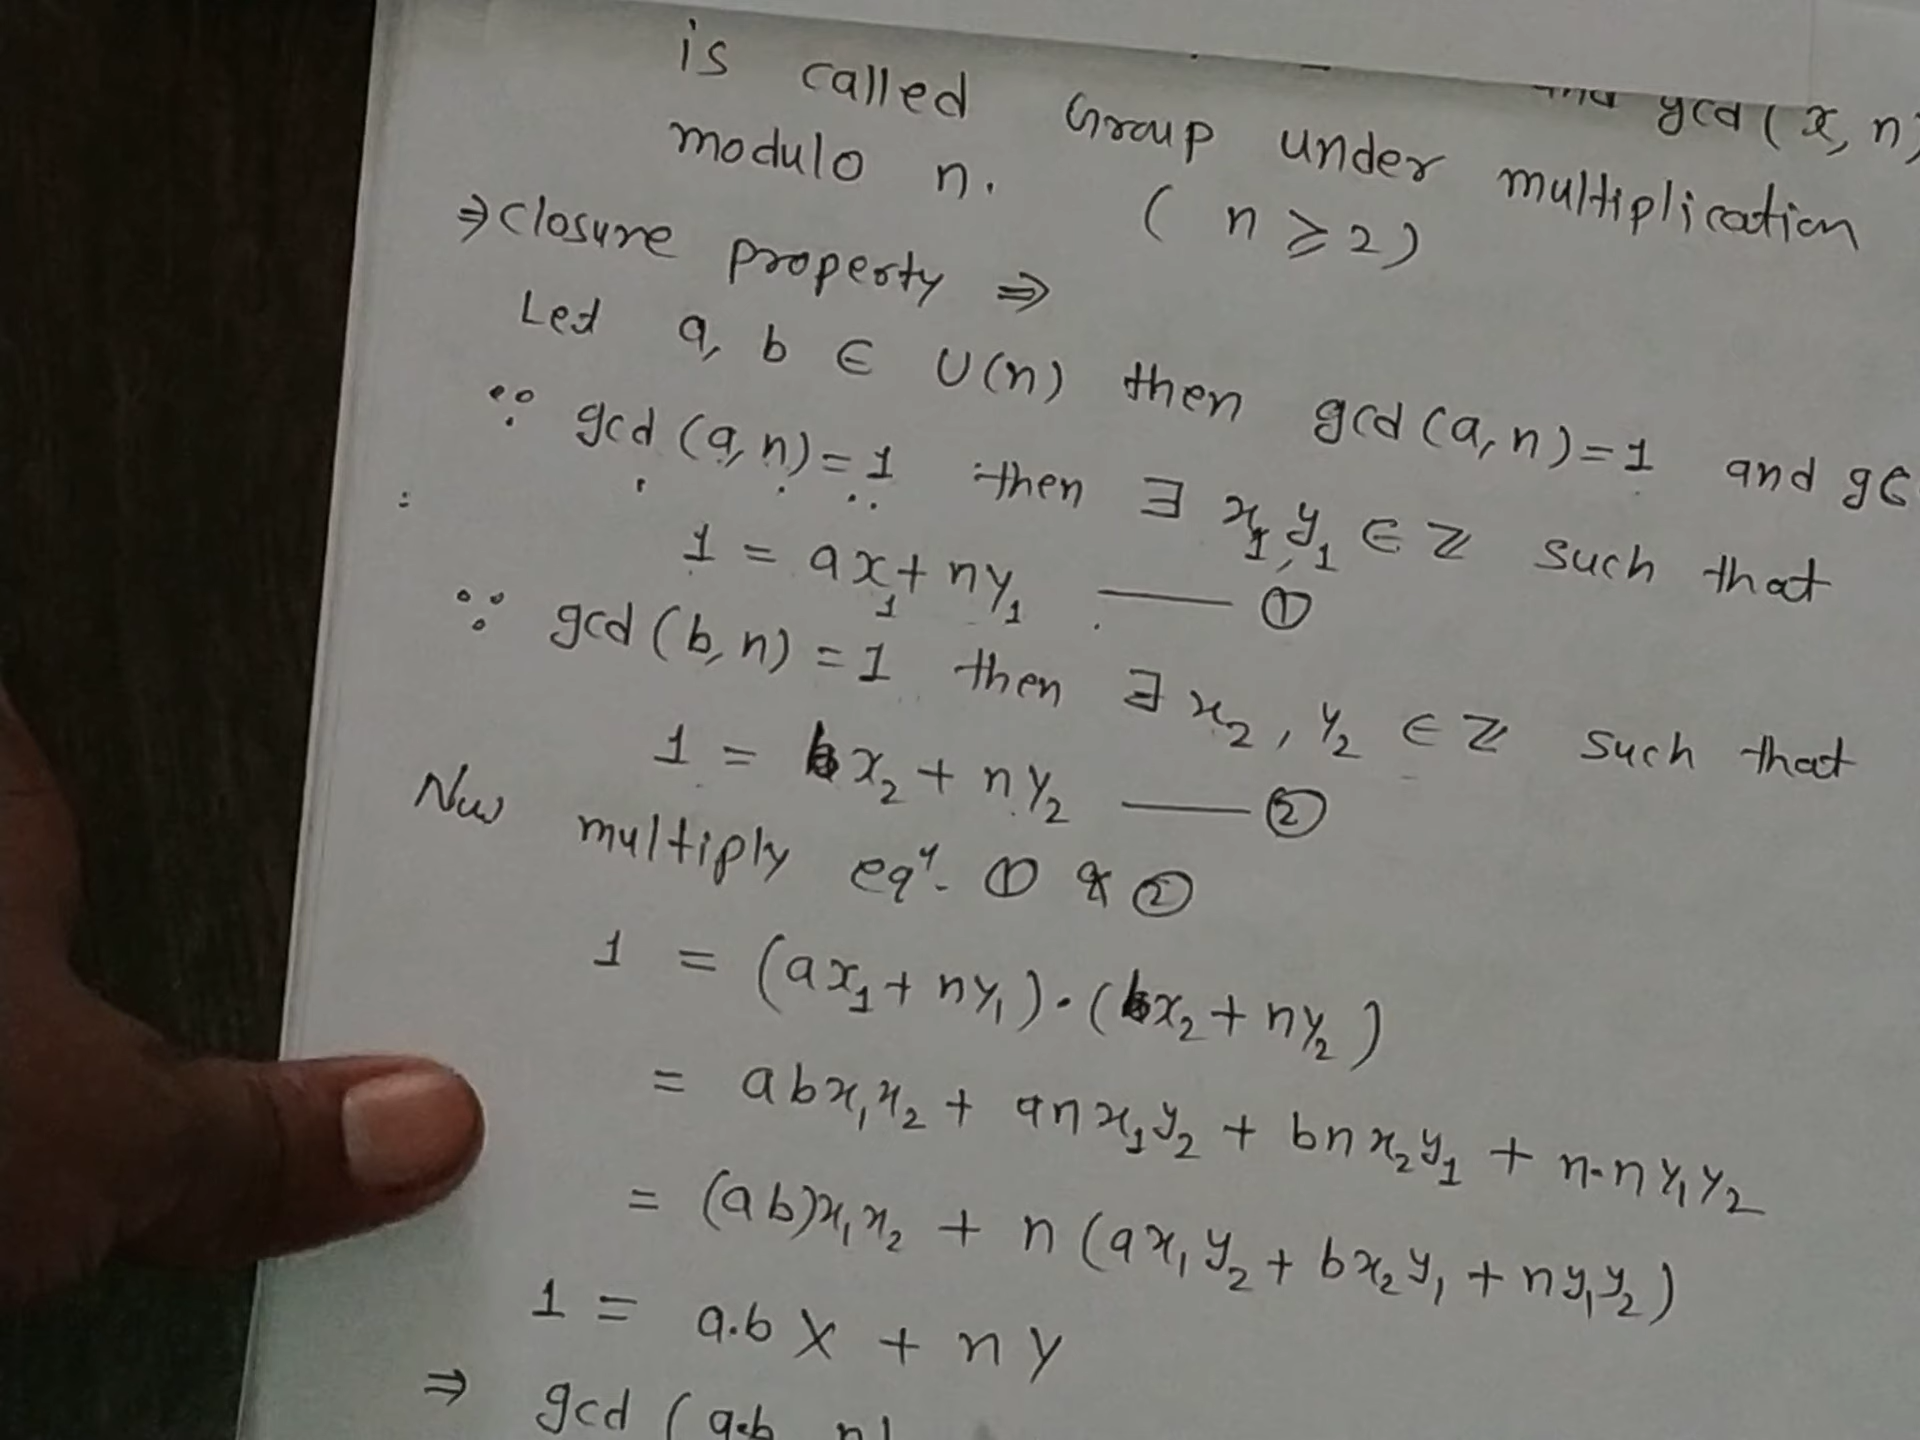 gcd (x, n)
is called Group under multiplication
modulo n. ( n ⩾ 2)
⇒ closure property ⇒
Let a, b ∈ U(n) then gcd (a, n) = 1 and
∵ gcd (a, n) = 1 then ∃ x₁, y₁ ∈ ℤ such that
1 = ax₁ + ny₁ —— ①
∵ gcd (b, n) = 1 then ∃ x₂, y₂ ∈ ℤ such that
1 = bx₂ + ny₂ —— ②
Now multiply eqⁿ. ① & ②
1 = (ax₁ + ny₁) · (bx₂ + ny₂)
= abx₁x₂ + anx₁y₂ + bnx₂y₁ + n·n y₁y₂
= (ab)x₁x₂ + n (ax₁y₂ + bx₂y₁ + ny₁y₂)
1 = a.b X + n Y
⇒ gcd (a·b, n)